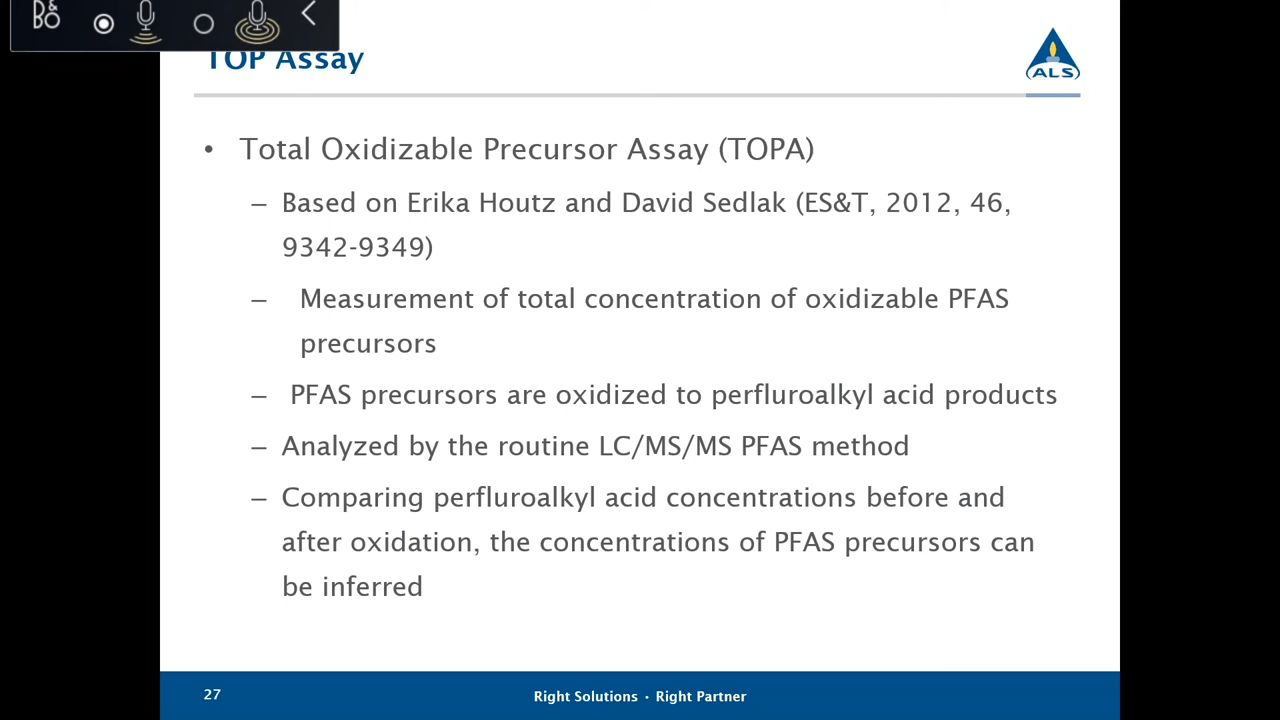 B&O
TOP Assay
ALS
• Total Oxidizable Precursor Assay (TOPA)
– Based on Erika Houtz and David Sedlak (ES&T, 2012, 46,
9342-9349)
– Measurement of total concentration of oxidizable PFAS
precursors
– PFAS precursors are oxidized to perfluroalkyl acid products
– Analyzed by the routine LC/MS/MS PFAS method
– Comparing perfluroalkyl acid concentrations before and
after oxidation, the concentrations of PFAS precursors can
be inferred
27
Right Solutions · Right Partner